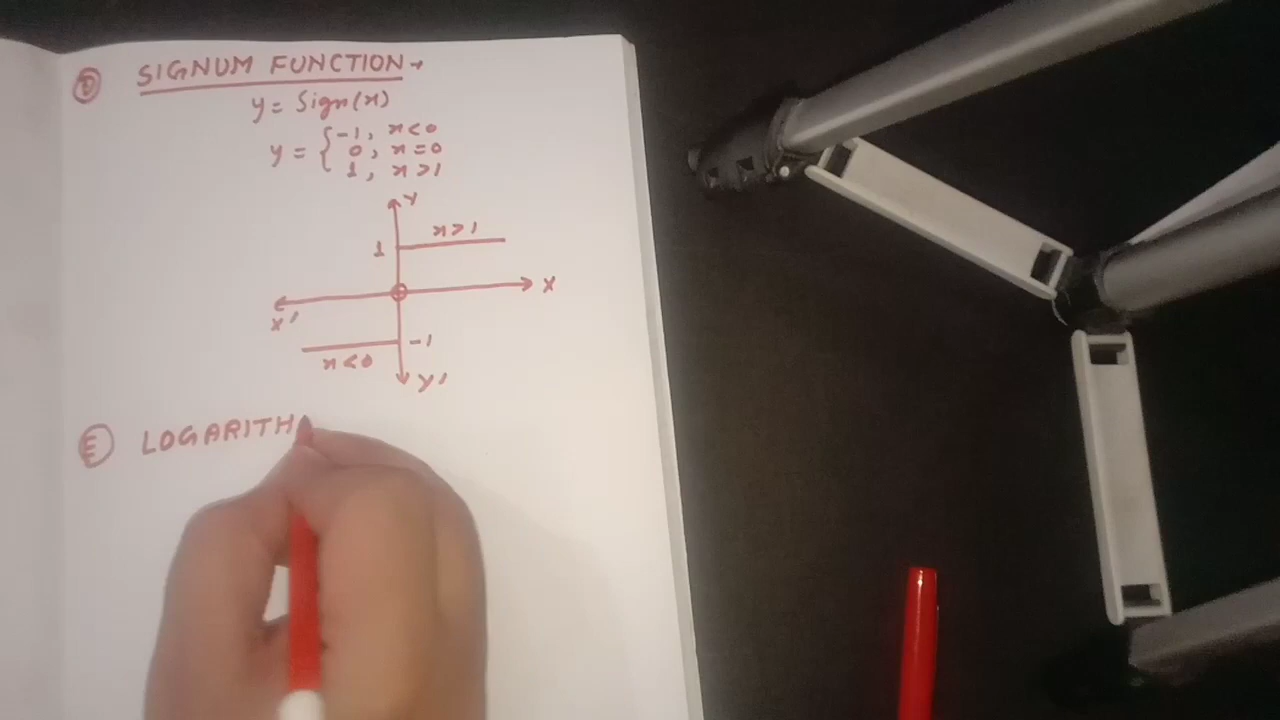 D SIGNUM FUNCTION→
y = Sign(x)
y = { -1, x<0
0, x=0
1, x>1
Y
x>1
1
X
X'
-1
x<0
Y'
E LOGARITH